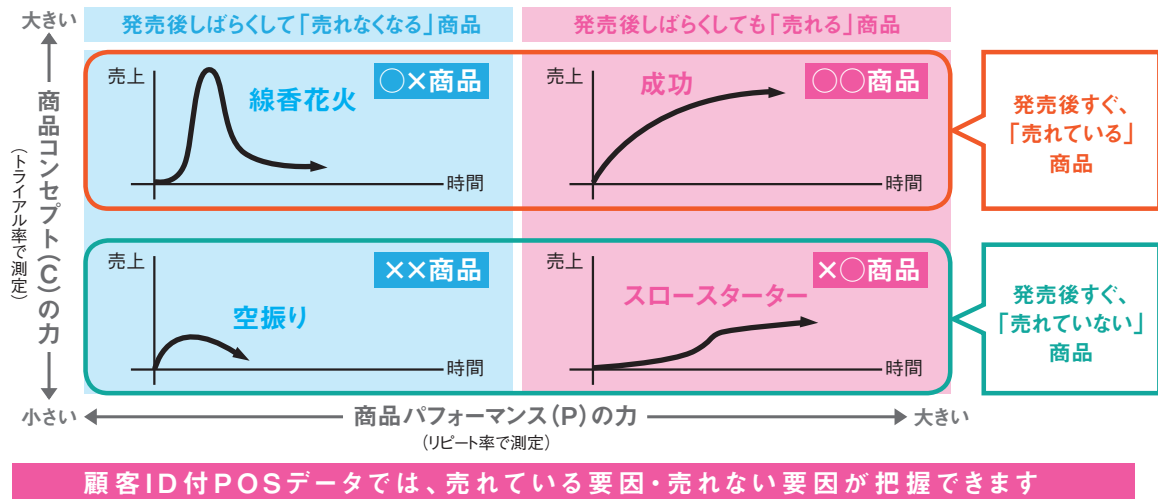 大きい
発売後しばらくして「売れなくなる」商品
発売後しばらくしても「売れる」商品
売上
線香花火
○×商品
時間
売上
成功
○○商品
時間
発売後すぐ、
「売れている」
商品
商品コンセプト(C)の力
(トライアル率で測定)
売上
××商品
空振り
時間
売上
×○商品
スロースターター
時間
発売後すぐ、
「売れていない」
商品
小さい
商品パフォーマンス(P)の力
大きい
(リピート率で測定)
顧客ID付POSデータでは、売れている要因・売れない要因が把握できます